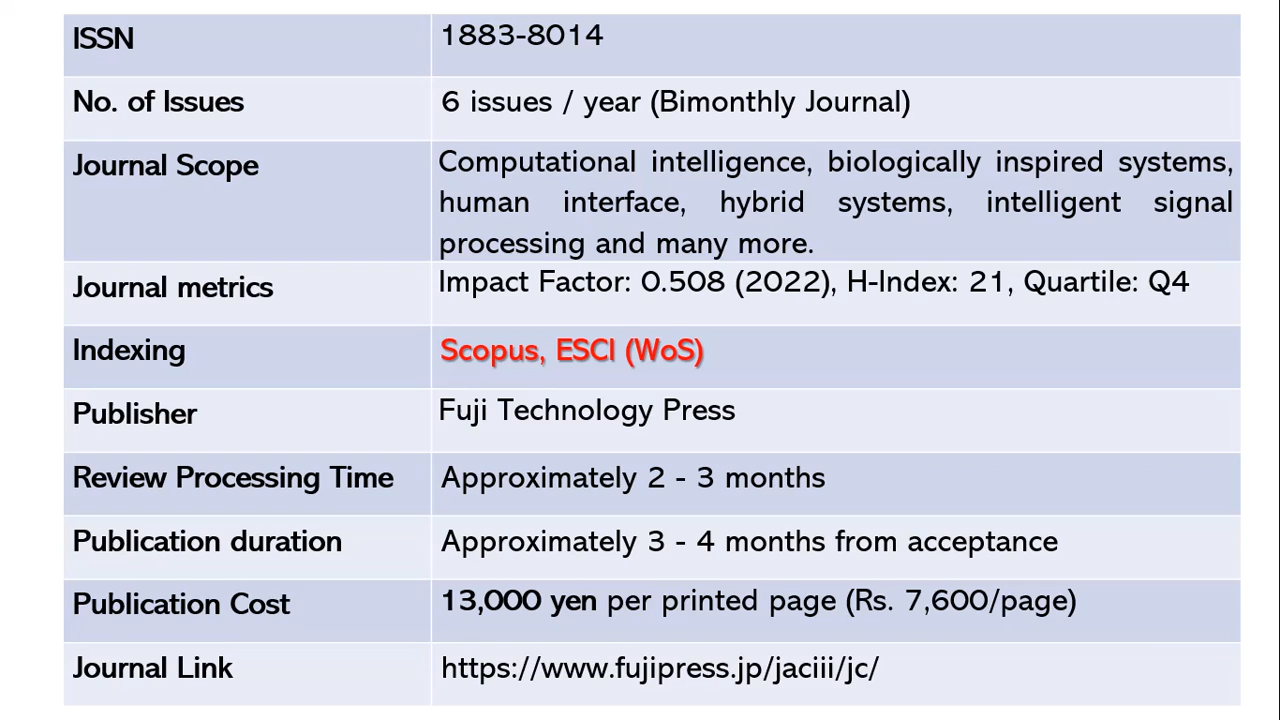 ISSN
1883-8014
No. of Issues
6 issues / year (Bimonthly Journal)
Journal Scope
Computational intelligence, biologically inspired systems,
human interface, hybrid systems, intelligent signal
processing and many more.
Journal metrics
Impact Factor: 0.508 (2022), H-Index: 21, Quartile: Q4
Indexing
Scopus, ESCI (WoS)
Publisher
Fuji Technology Press
Review Processing Time
Approximately 2 - 3 months
Publication duration
Approximately 3 - 4 months from acceptance
Publication Cost
13,000 yen per printed page (Rs. 7,600/page)
Journal Link
https://www.fujipress.jp/jaciii/jc/